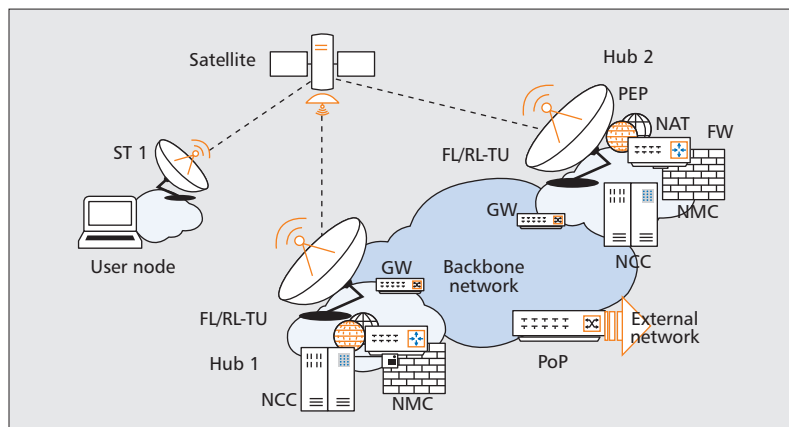 Hub 2
Satellite
PEP
NAT
FW
ST 1
FL/RL-TU
GW
NMC
User node
GW
Backbone
network
NCC
FL/RL-TU
External
network
Hub 1
PoP
NCC
NMC